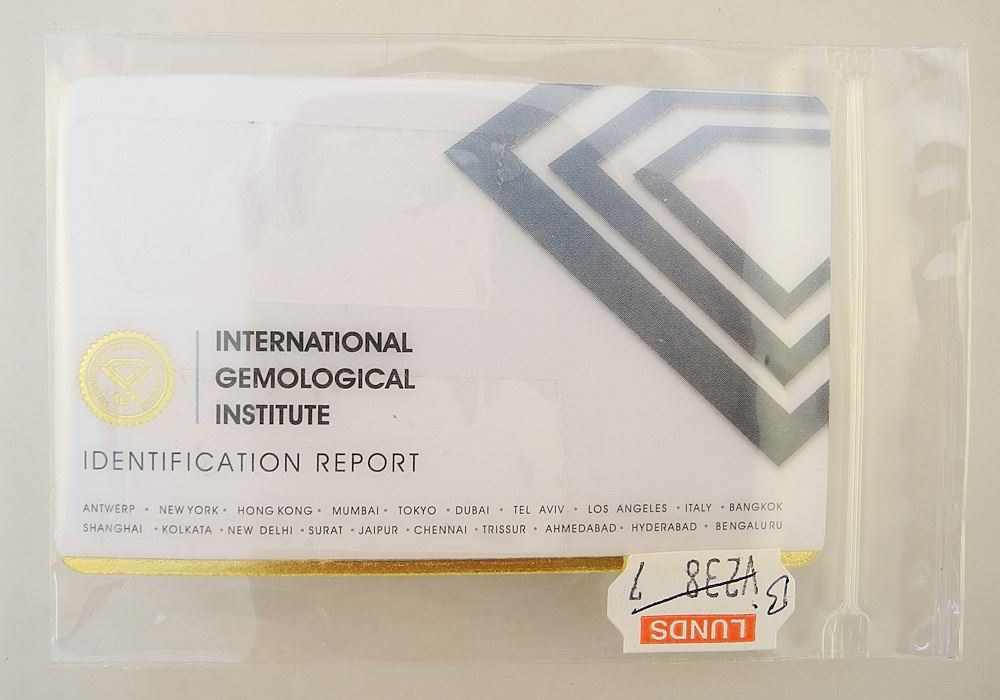 INTERNATIONAL
GEMOLOGICAL
INSTITUTE
IDENTIFICATION REPORT
ANTWERP • NEW YORK • HONG KONG • MUMBAI • TOKYO • DUBAI • TEL AVIV • LOS ANGELES • ITALY • BANGKOK
SHANGHAI • KOLKATA • NEW DELHI • SURAT • JAIPUR • CHENNAI • TRISSUR • AHMEDABAD • HYDERABAD • BENGALURU
LUNDS
V238